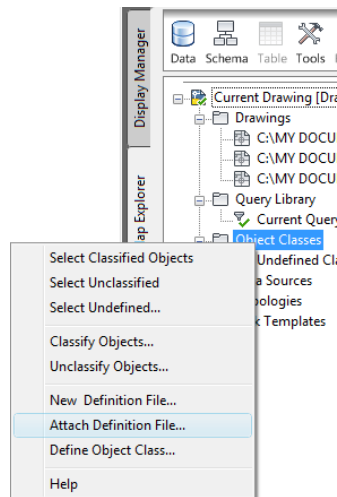 Display Manager
Data Schema Table Tools
Current Drawing [Dra
Drawings
C:\MY DOCU
C:\MY DOCU
C:\MY DOCU
Query Library
Current Query
Object Classes
Undefined Cla
a Sources
ologies
Templates
ap Explorer
Select Classified Objects
Select Unclassified
Select Undefined...
Classify Objects...
Unclassify Objects...
New Definition File...
Attach Definition File...
Define Object Class...
Help